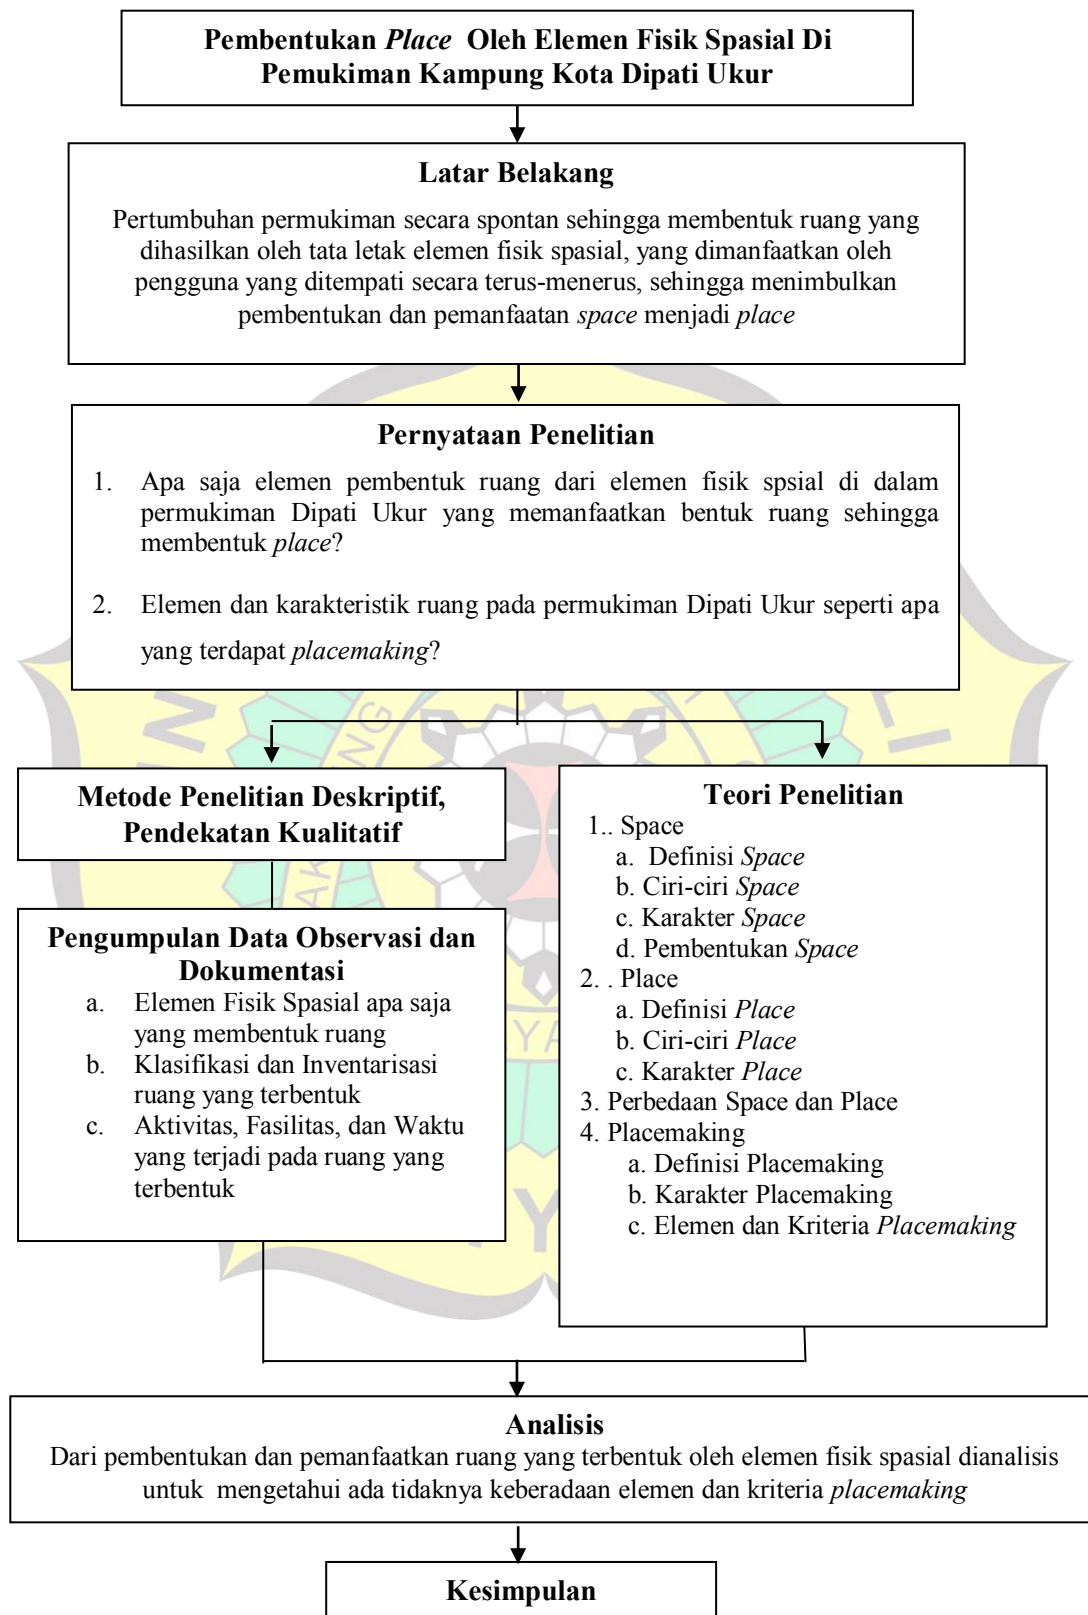 Pembentukan Place Oleh Elemen Fisik Spasial Di
Pemukiman Kampung Kota Dipati Ukur
Latar Belakang
Pertumbuhan permukiman secara spontan sehingga membentuk ruang yang
dihasilkan oleh tata letak elemen fisik spasial, yang dimanfaatkan oleh
pengguna yang ditempati secara terus-menerus, sehingga menimbulkan
pembentukan dan pemanfaatan space menjadi place
Pernyataan Penelitian
1. Apa saja elemen pembentuk ruang dari elemen fisik spsial di dalam
permukiman Dipati Ukur yang memanfaatkan bentuk ruang sehingga
membentuk place?
2. Elemen dan karakteristik ruang pada permukiman Dipati Ukur seperti apa
yang terdapat placemaking?
Metode Penelitian Deskriptif,
Pendekatan Kualitatif
Pengumpulan Data Observasi dan
Dokumentasi
a. Elemen Fisik Spasial apa saja
yang membentuk ruang
b. Klasifikasi dan Inventarisasi
ruang yang terbentuk
c. Aktivitas, Fasilitas, dan Waktu
yang terjadi pada ruang yang
terbentuk
Teori Penelitian
1.. Space
a. Definisi Space
b. Ciri-ciri Space
c. Karakter Space
d. Pembentukan Space
2. . Place
a. Definisi Place
b. Ciri-ciri Place
c. Karakter Place
3. Perbedaan Space dan Place
4. Placemaking
a. Definisi Placemaking
b. Karakter Placemaking
c. Elemen dan Kriteria Placemaking
Analisis
Dari pembentukan dan pemanfaatkan ruang yang terbentuk oleh elemen fisik spasial dianalisis
untuk mengetahui ada tidaknya keberadaan elemen dan kriteria placemaking
Kesimpulan